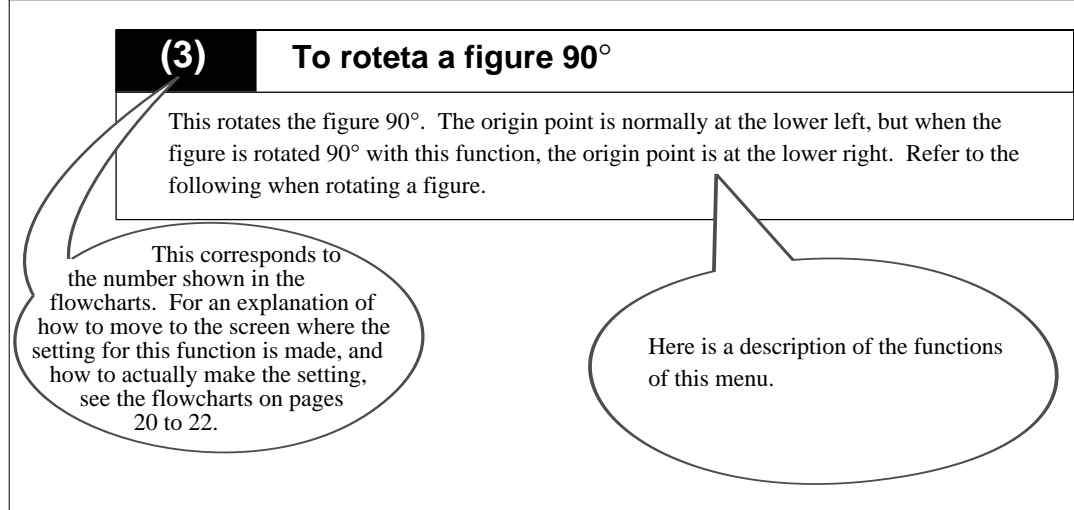 (3) To roteta a figure 90°
This rotates the figure 90°. The origin point is normally at the lower left, but when the
figure is rotated 90° with this function, the origin point is at the lower right. Refer to the
following when rotating a figure.
This corresponds to
the number shown in the
flowcharts. For an explanation of
how to move to the screen where the
setting for this function is made, and
how to actually make the setting,
see the flowcharts on pages
20 to 22.
Here is a description of the functions
of this menu.